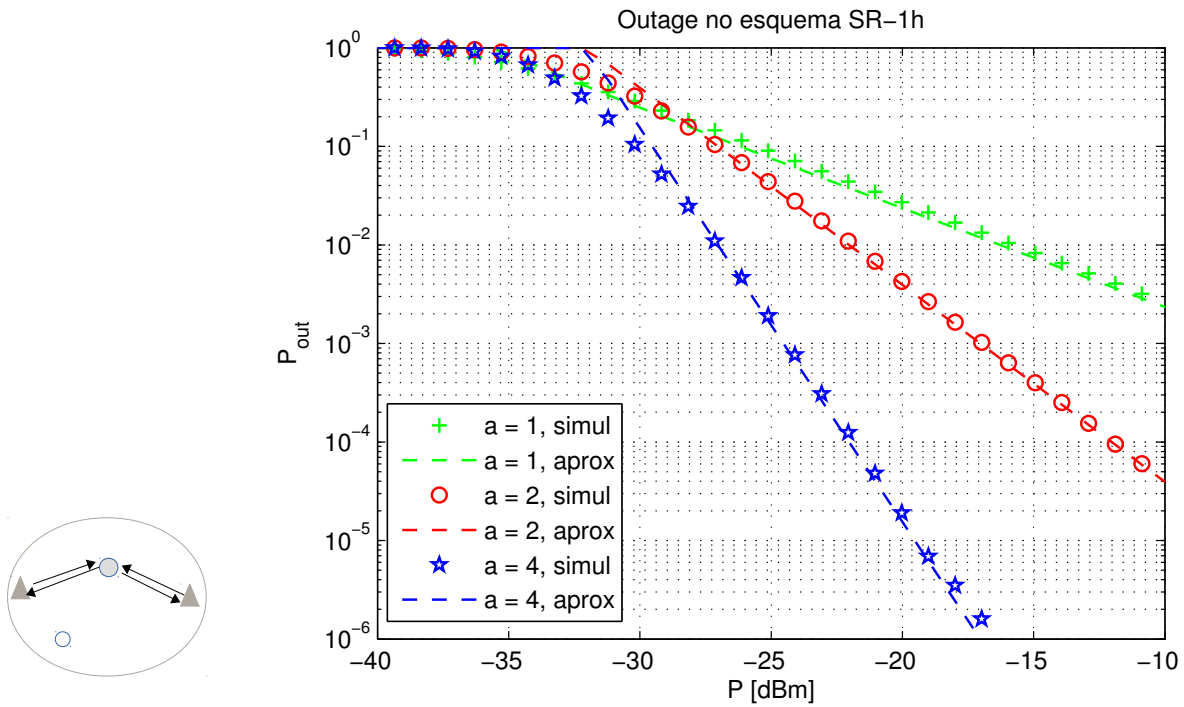 Outage no esquema SR−1h
10^0
10^−1
10^−2
10^−3
10^−4
10^−5
10^−6
P_out
a = 1, simul
a = 1, aprox
a = 2, simul
a = 2, aprox
a = 4, simul
a = 4, aprox
−40 −35 −30 −25 −20 −15 −10
P [dBm]